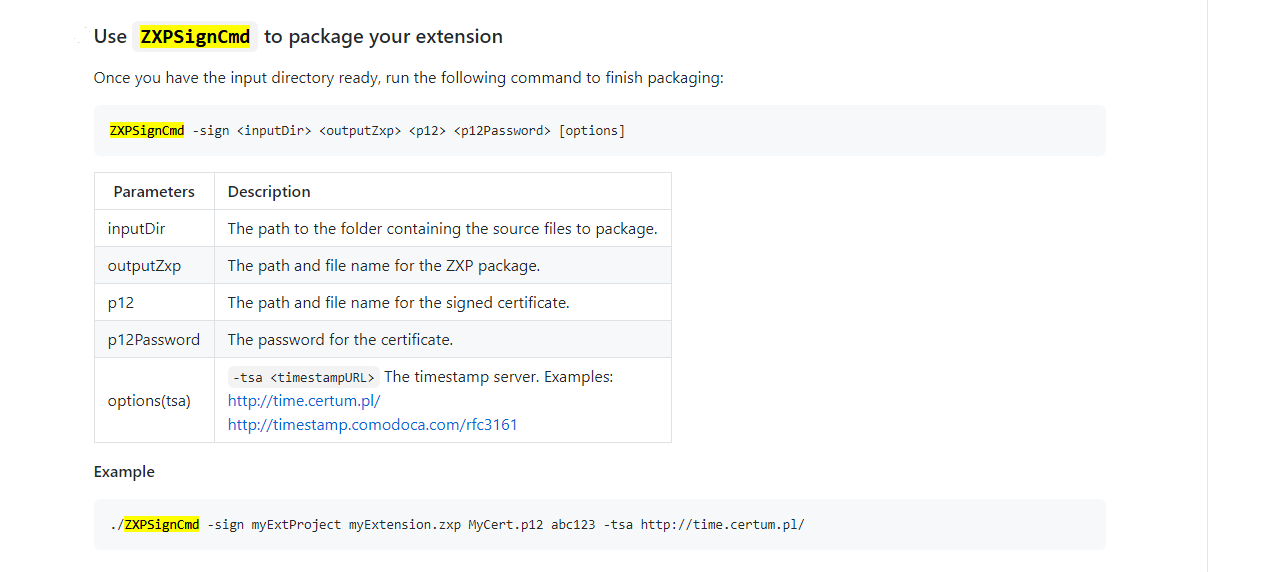 Use ZXPSignCmd to package your extension
Once you have the input directory ready, run the following command to finish packaging:
ZXPSignCmd -sign <inputDir> <outputZxp> <p12> <p12Password> [options]
Parameters Description
inputDir The path to the folder containing the source files to package.
outputZxp The path and file name for the ZXP package.
p12 The path and file name for the signed certificate.
p12Password The password for the certificate.
options(tsa) -tsa <timestampURL> The timestamp server. Examples:
http://time.certum.pl/
http://timestamp.comodoca.com/rfc3161
Example
./ZXPSignCmd -sign myExtProject myExtension.zxp MyCert.p12 abc123 -tsa http://time.certum.pl/